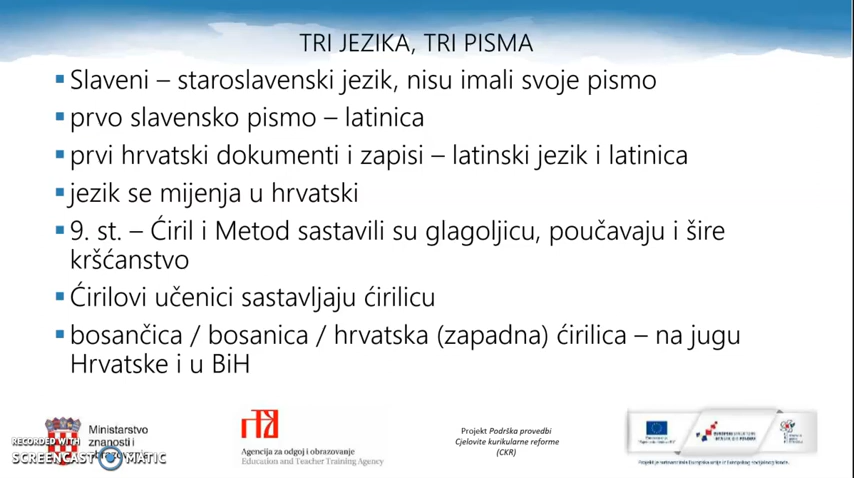 TRI JEZIKA, TRI PISMA
Slaveni – staroslavenski jezik, nisu imali svoje pismo
prvo slavensko pismo – latinica
prvi hrvatski dokumenti i zapisi – latinski jezik i latinica
jezik se mijenja u hrvatski
9. st. – Ćiril i Metod sastavili su glagoljicu, poučavaju i šire
kršćanstvo
Ćirilovi učenici sastavljaju ćirilicu
bosančica / bosanica / hrvatska (zapadna) ćirilica – na jugu
Hrvatske i u BiH
Ministarstvo
znanosti i
RECORDED WITH
SCREENCAST MATIC
Agencija za odgoj i obrazovanje
Education and Teacher Training Agency
Projekt Podrška provedbi
Cjelovite kurikularne reforme
(CKR)